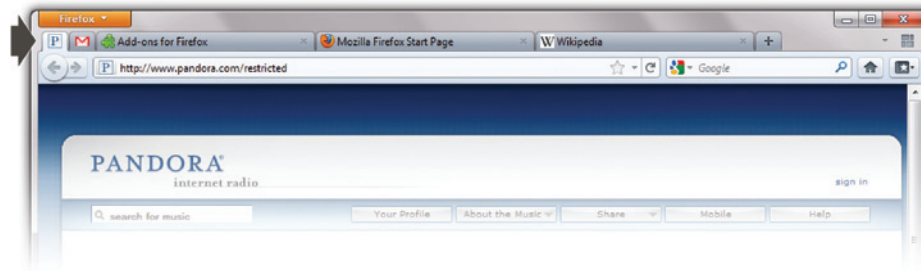 Firefox
P M Add-ons for Firefox × Mozilla Firefox Start Page × W Wikipedia × +
P http://www.pandora.com/restricted Google
PANDORA®
internet radio
sign in
search for music Your Profile About the Music Share Mobile Help